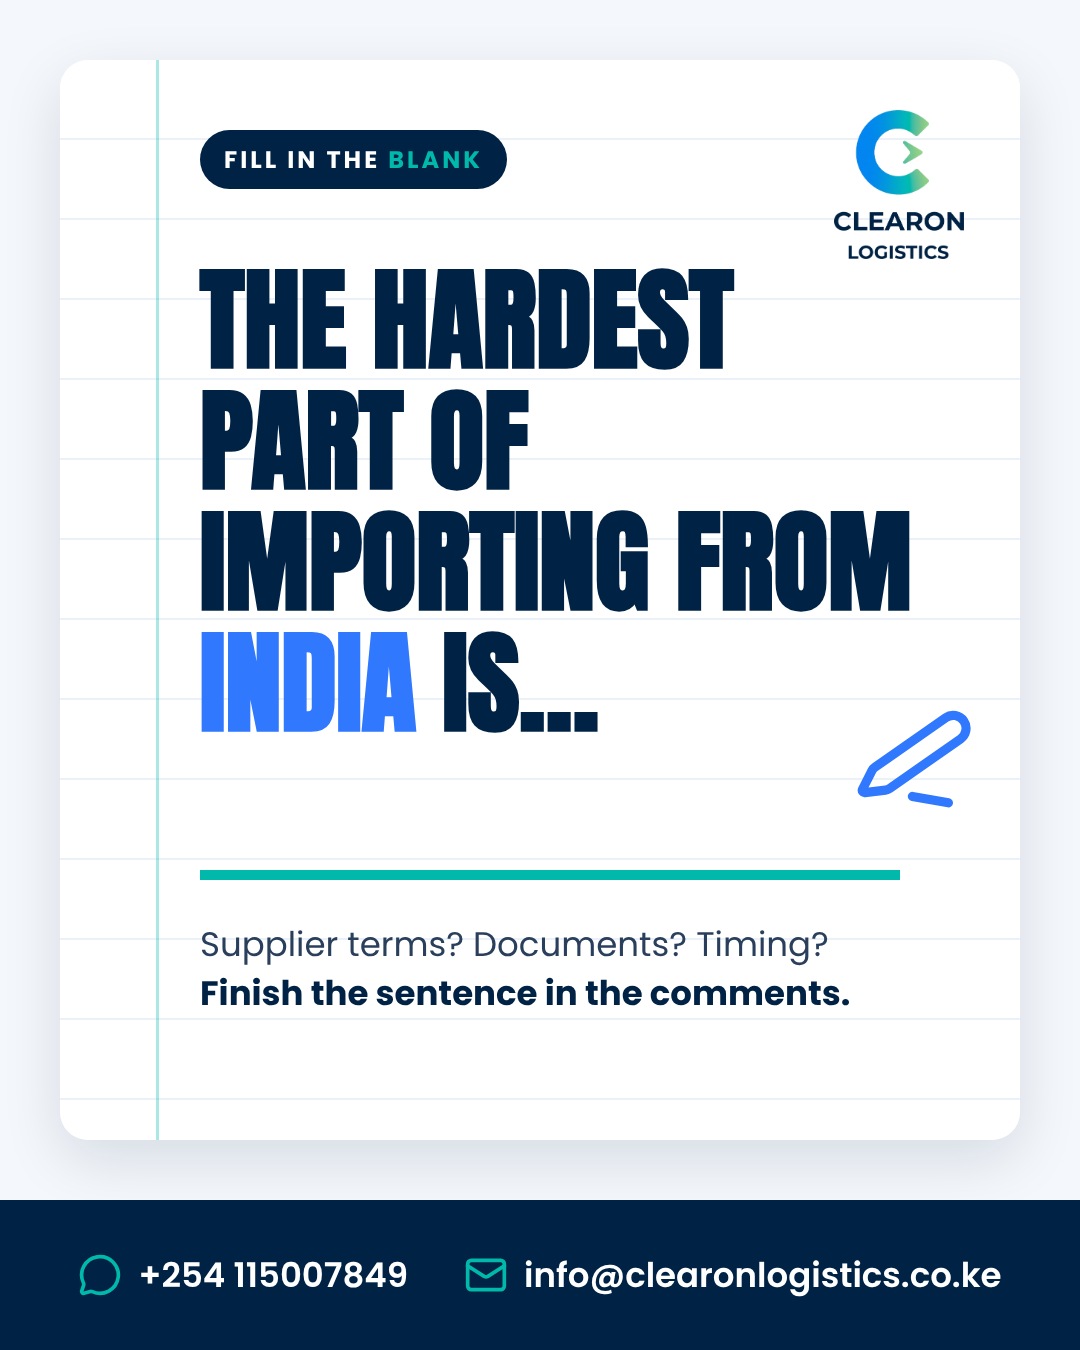 FILL IN THE BLANK
CLEARON
LOGISTICS
THE HARDEST
PART OF
IMPORTING FROM
INDIA IS...
Supplier terms? Documents? Timing?
Finish the sentence in the comments.
+254 115007849
info@clearonlogistics.co.ke